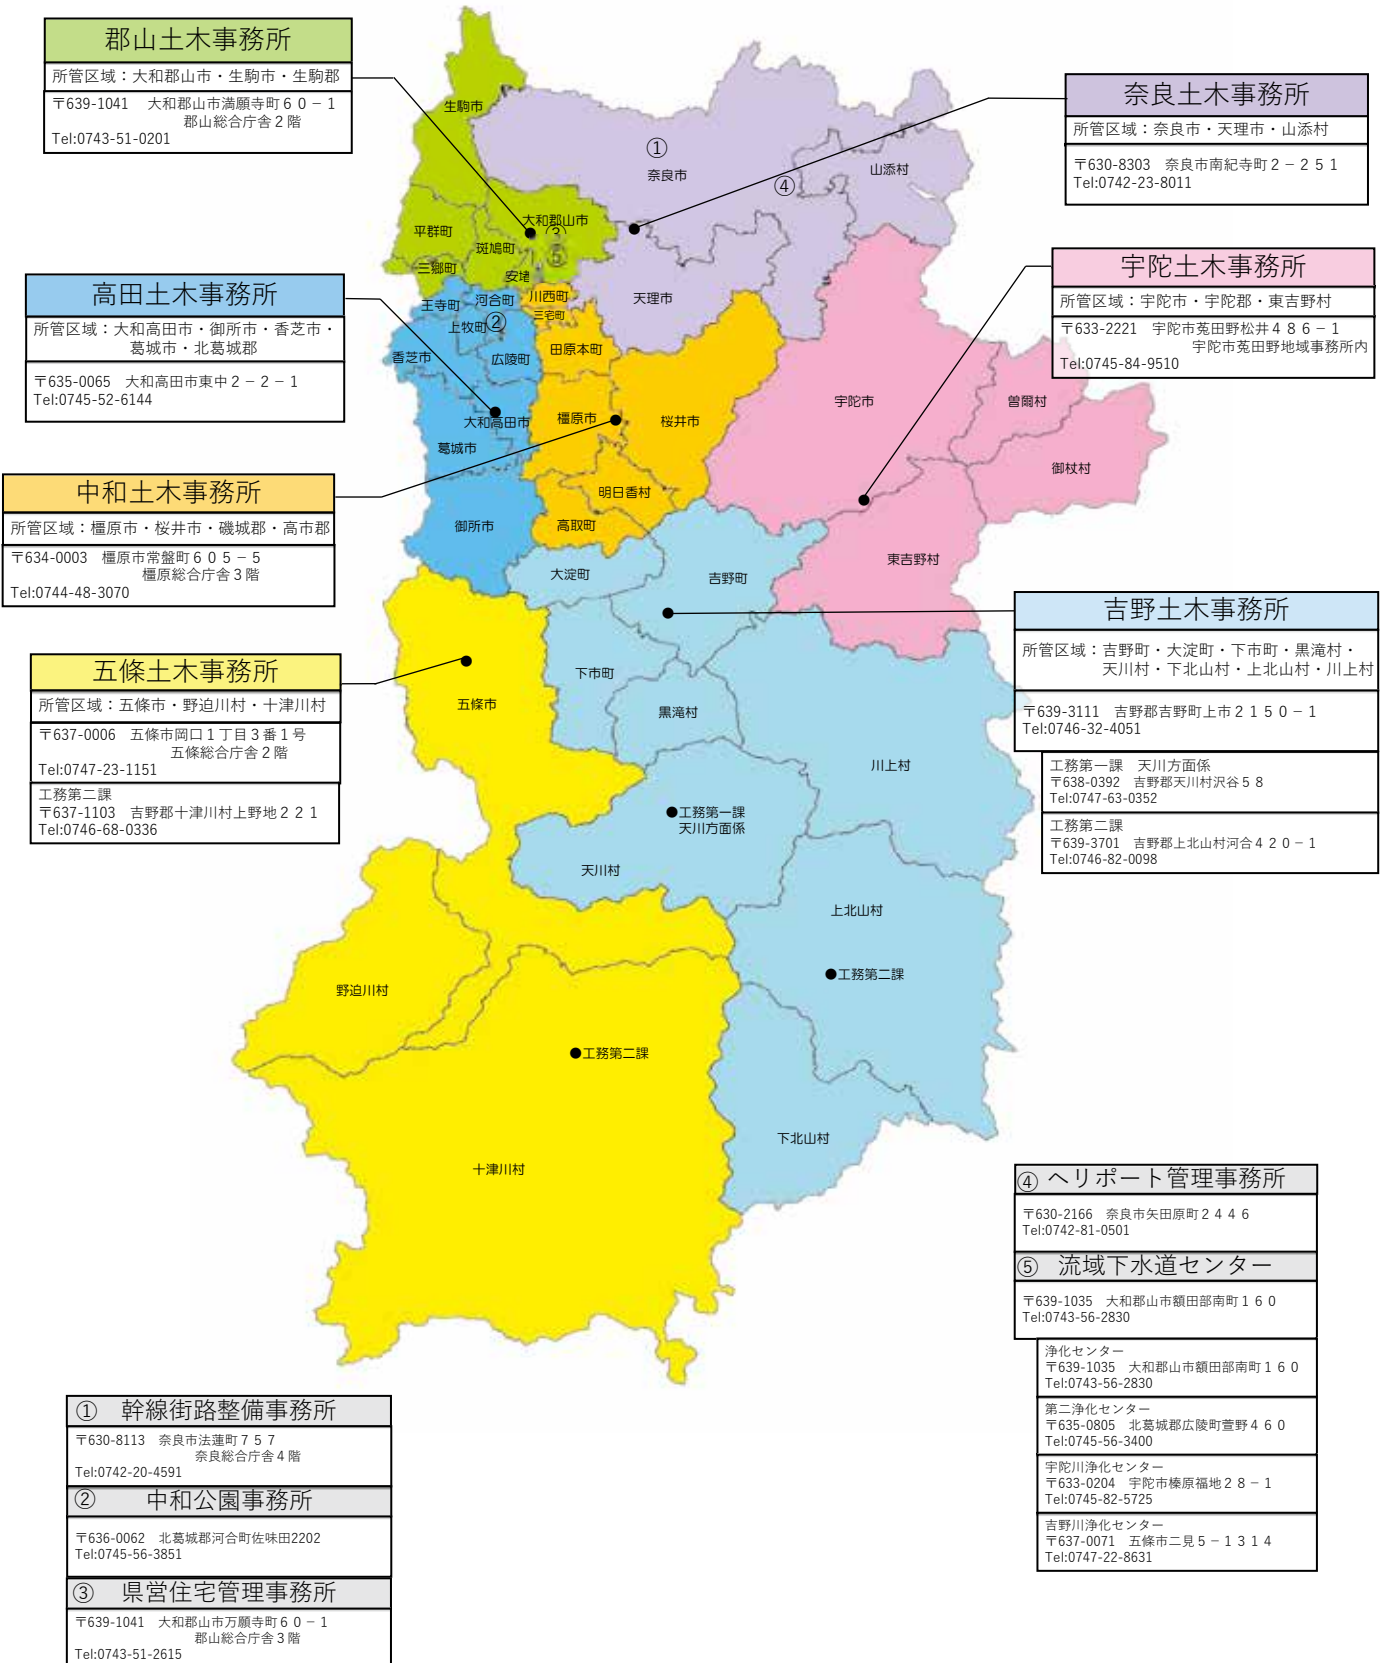 郡山土木事務所
所管区域：大和郡山市・生駒市・生駒郡
〒639-1041　大和郡山市満願寺町６０－１
郡山総合庁舎２階
Tel:0743-51-0201
奈良土木事務所
所管区域：奈良市・天理市・山添村
〒630-8303　奈良市南紀寺町２－２５１
Tel:0742-23-8011
高田土木事務所
所管区域：大和高田市・御所市・香芝市・
葛城市・北葛城郡
〒635-0065　大和高田市東中２－２－１
Tel:0745-52-6144
宇陀土木事務所
所管区域：宇陀市・宇陀郡・東吉野村
〒633-2221　宇陀市菟田野松井４８６－１
宇陀市菟田野地域事務所内
Tel:0745-84-9510
中和土木事務所
所管区域：橿原市・桜井市・磯城郡・高市郡
〒634-0003　橿原市常盤町６０５－５
橿原総合庁舎３階
Tel:0744-48-3070
吉野土木事務所
所管区域：吉野町・大淀町・下市町・黒滝村・
天川村・下北山村・上北山村・川上村
〒639-3111　吉野郡吉野町上市２１５０－１
Tel:0746-32-4051
工務第一課　天川方面係
〒638-0392　吉野郡天川村沢谷５８
Tel:0747-63-0352
工務第二課
〒639-3701　吉野郡上北山村河合４２０－１
Tel:0746-82-0098
五條土木事務所
所管区域：五條市・野迫川村・十津川村
〒637-0006　五條市岡口１丁目３番１号
五條総合庁舎２階
Tel:0747-23-1151
工務第二課
〒637-1103　吉野郡十津川村上野地２２１
Tel:0746-68-0336
生駒市
①
奈良市
④
山添村
平群町
大和郡山市
③
斑鳩町
⑤
三郷町
安堵
天理市
王寺町
河合町
川西町
三宅町
上牧町
②
香芝市
広陵町
田原本町
宇陀市
曽爾村
大和高田市
橿原市
桜井市
葛城市
御杖村
明日香村
御所市
高取町
東吉野村
大淀町
吉野町
下市町
五條市
黒滝村
川上村
工務第一課
天川方面係
天川村
上北山村
工務第二課
野迫川村
工務第二課
下北山村
十津川村
④ ヘリポート管理事務所
〒630-2166　奈良市矢田原町２４４６
Tel:0742-81-0501
⑤　流域下水道センター
〒639-1035　大和郡山市額田部南町１６０
Tel:0743-56-2830
浄化センター
〒639-1035　大和郡山市額田部南町１６０
Tel:0743-56-2830
第二浄化センター
〒635-0805　北葛城郡広陵町萱野４６０
Tel:0745-56-3400
宇陀川浄化センター
〒633-0204　宇陀市榛原福地２８－１
Tel:0745-82-5725
吉野川浄化センター
〒637-0071　五條市二見５－１３１４
Tel:0747-22-8631
①　幹線街路整備事務所
〒630-8113　奈良市法蓮町７５７
奈良総合庁舎４階
Tel:0742-20-4591
②　中和公園事務所
〒636-0062　北葛城郡河合町佐味田2202
Tel:0745-56-3851
③　県営住宅管理事務所
〒639-1041　大和郡山市万願寺町６０－１
郡山総合庁舎３階
Tel:0743-51-2615